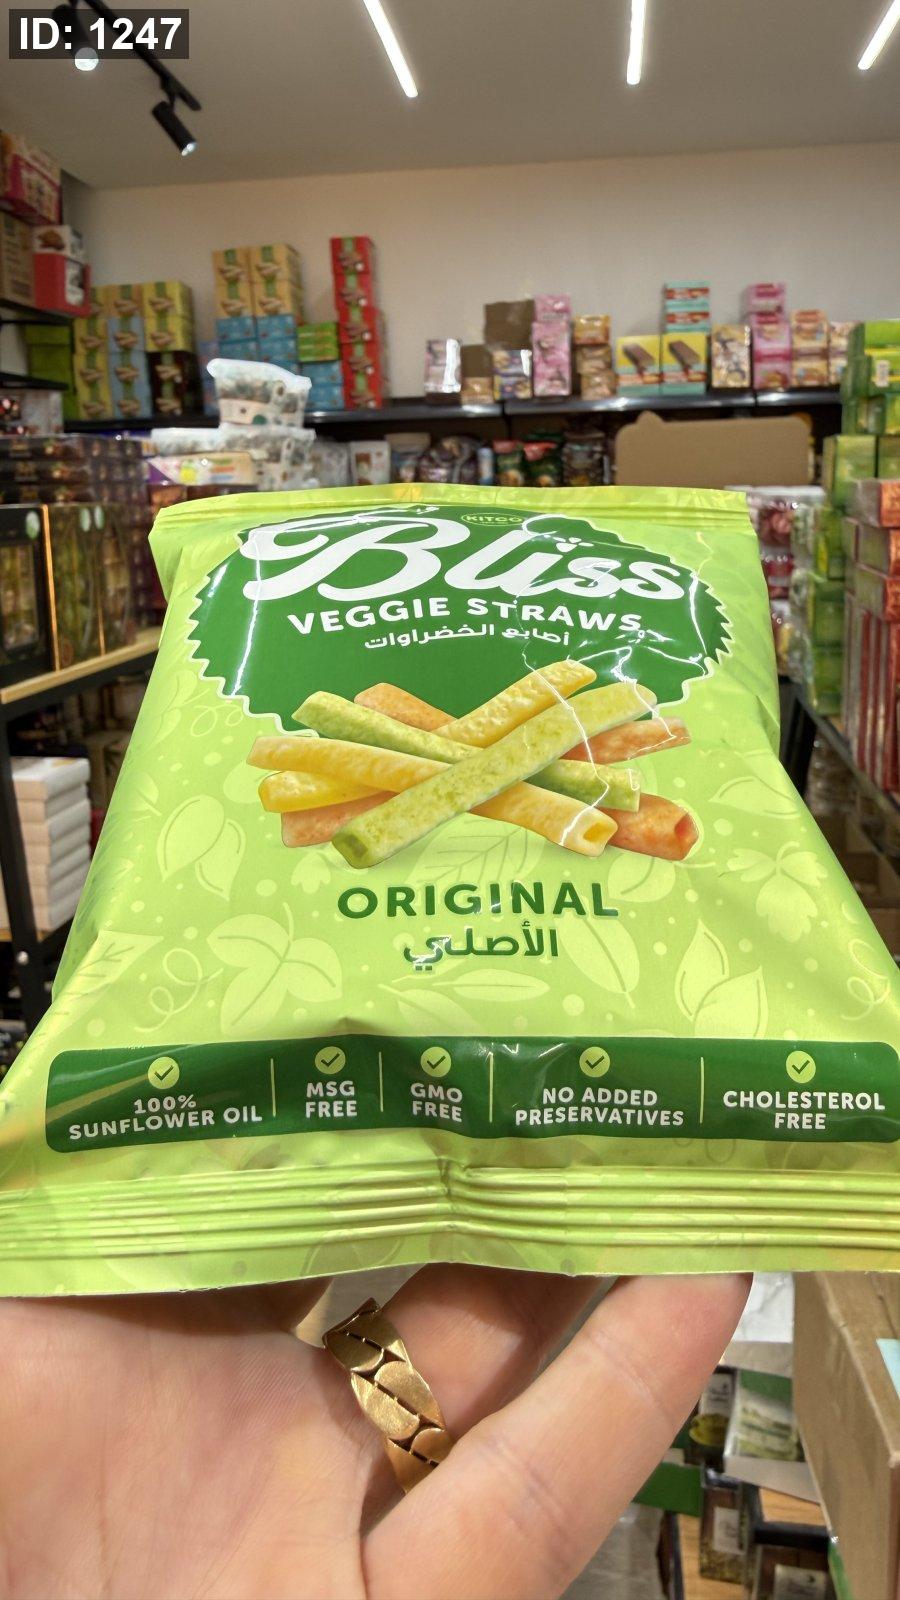 ID: 1247
KITCO
Bliss
VEGGIE STRAWS
أصابع الخضراوات
ORIGINAL
الأصلي
100%
SUNFLOWER OIL
MSG
FREE
GMO
FREE
NO ADDED
PRESERVATIVES
CHOLESTEROL
FREE